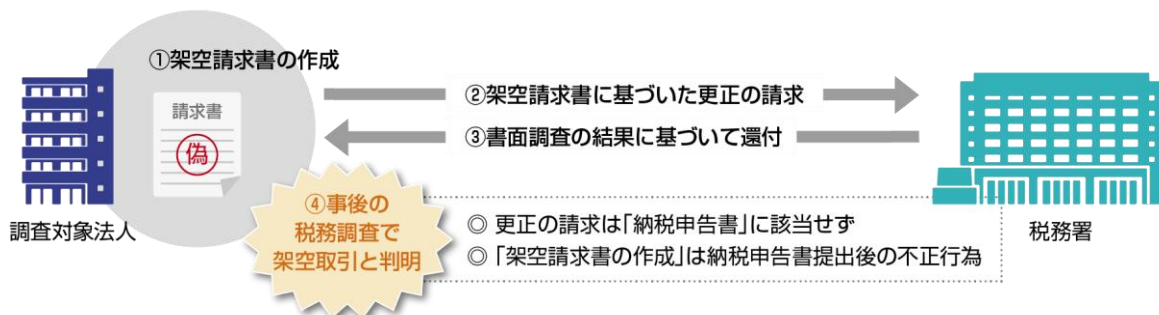 ①架空請求書の作成
請求書
偽
②架空請求書に基づいた更正の請求
③書面調査の結果に基づいて還付
④事後の
税務調査で
架空取引と判明
◎ 更正の請求は「納税申告書」に該当せず
◎「架空請求書の作成」は納税申告書提出後の不正行為
調査対象法人
税務署